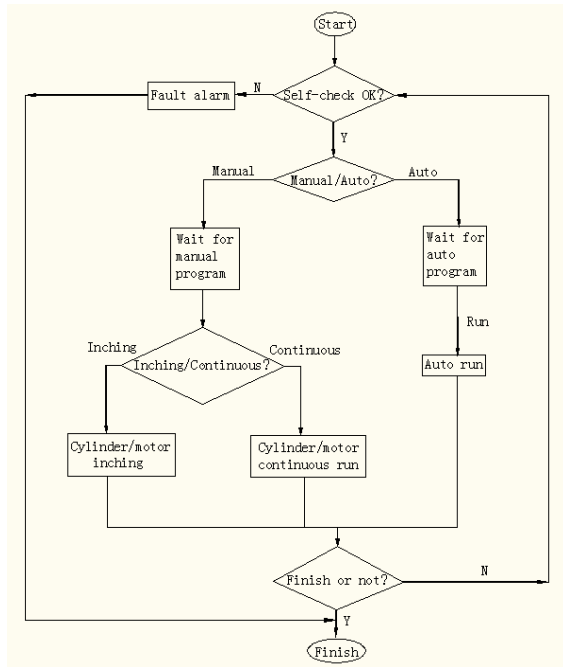 Start
Self-check OK?
N
Fault alarm
Y
Manual/Auto?
Manual
Auto
Wait for
manual
program
Wait for
auto
program
Run
Auto run
Inching/Continuous?
Inching
Continuous
Cylinder/motor
inching
Cylinder/motor
continuous run
Finish or not?
N
Y
Finish